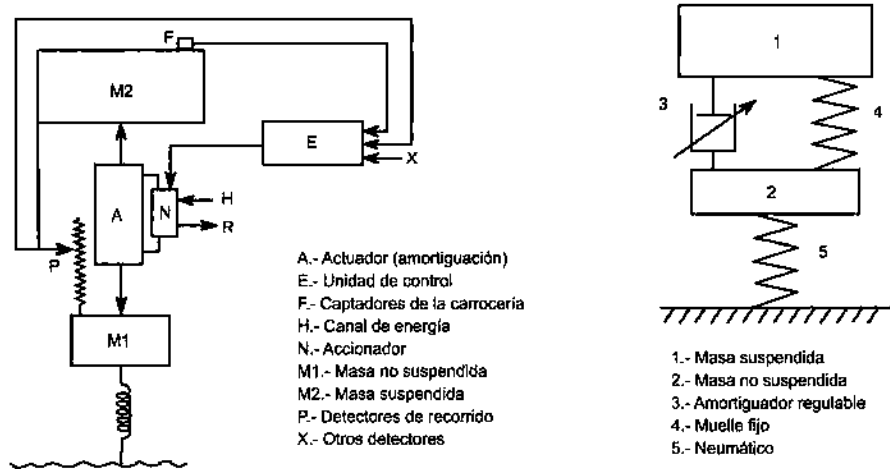 F
M2
E
X
A
N
H
R
P
M1
A.- Actuador (amortiguación)
E.- Unidad de control
F.- Captadores de la carrocería
H.- Canal de energía
N.- Accionador
M1.- Masa no suspendida
M2.- Masa suspendida
P.- Detectores de recorrido
X.- Otros detectores
1
3
4
2
5
1.- Masa suspendida
2.- Masa no suspendida
3.- Amortiguador regulable
4.- Muelle fijo
5.- Neumático